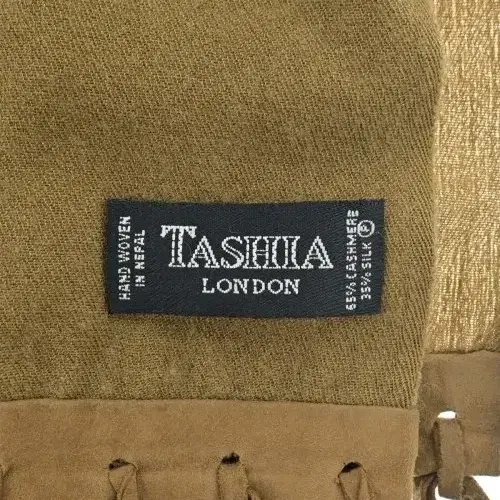 HAND WOVEN
IN NEPAL
TASHIA
LONDON
65% CASHMERE
35% SILK Ⓟ